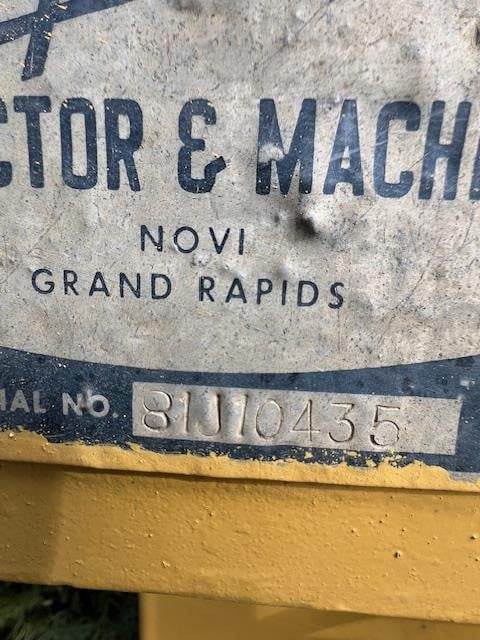 CTOR & MACH
NOVI
GRAND RAPIDS
IAL NO. 81J10435